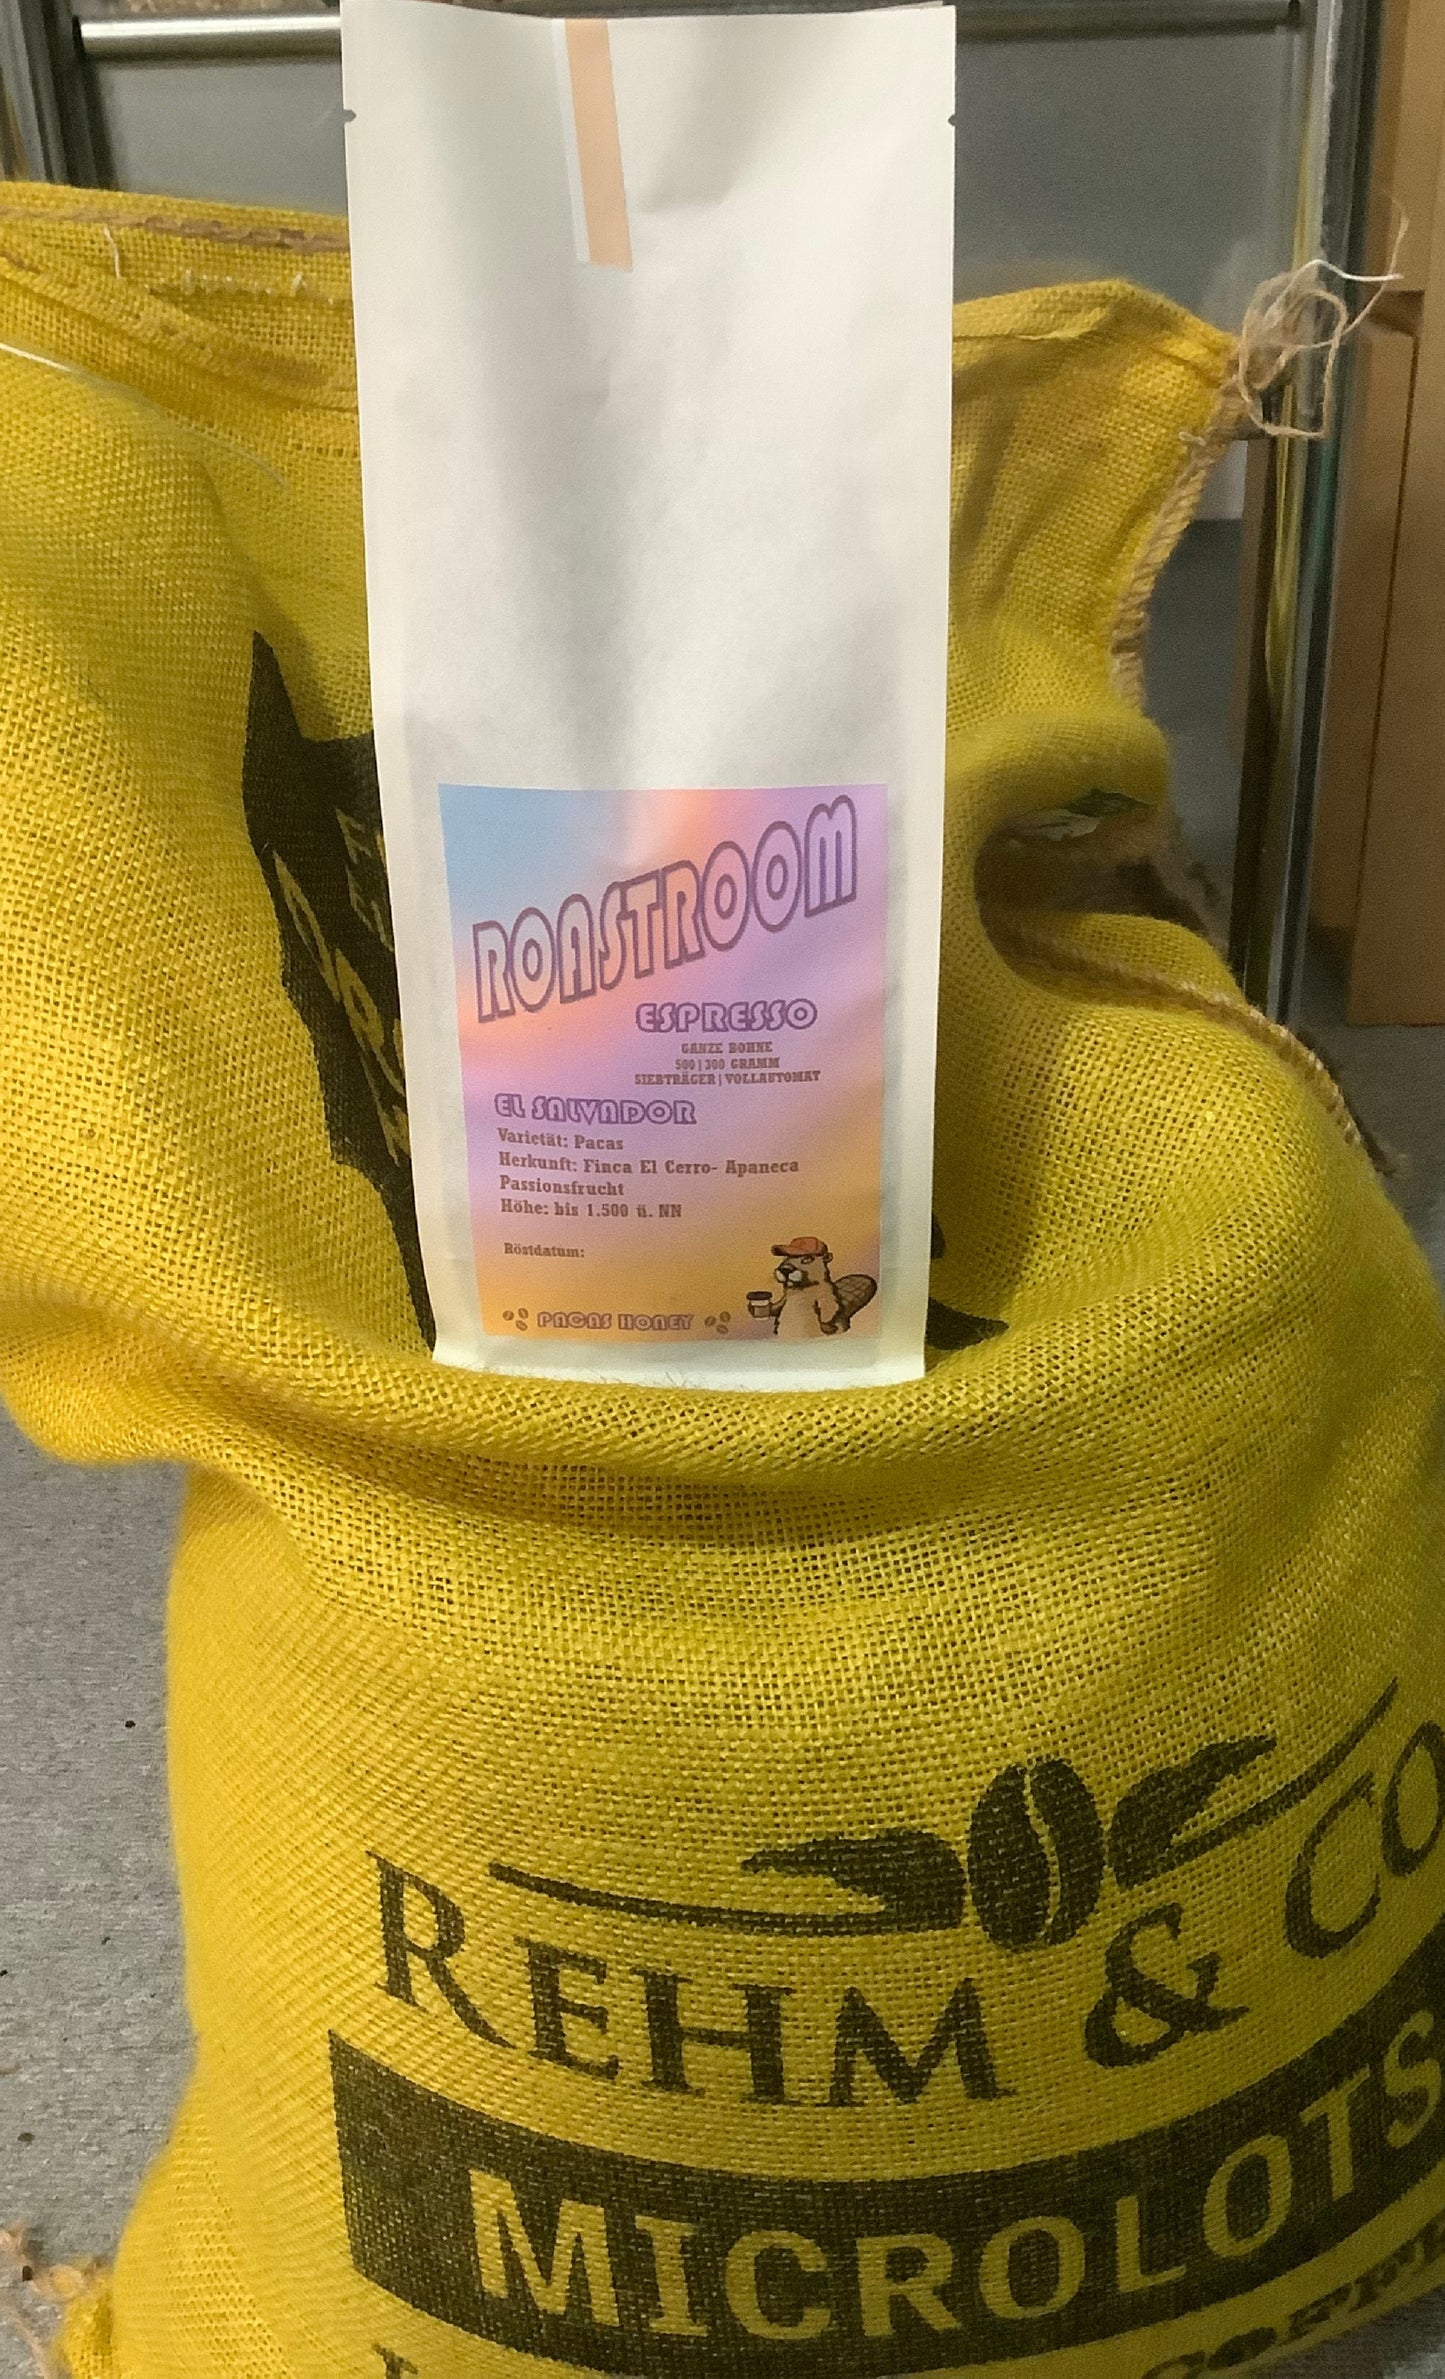 ROASTROOM
ESPRESSO
GANZE BOHNE
500 | 300 GRAMM
SIEBTRÄGER | VOLLAUTOMAT
EL SALVADOR
Varietät: Pacas
Herkunft: Finca El Cerro- Apaneca
Passionsfrucht
Höhe: bis 1.500 ü. NN
Röstdatum:
PACAS HONEY
REHM & CO
MICROLOTS